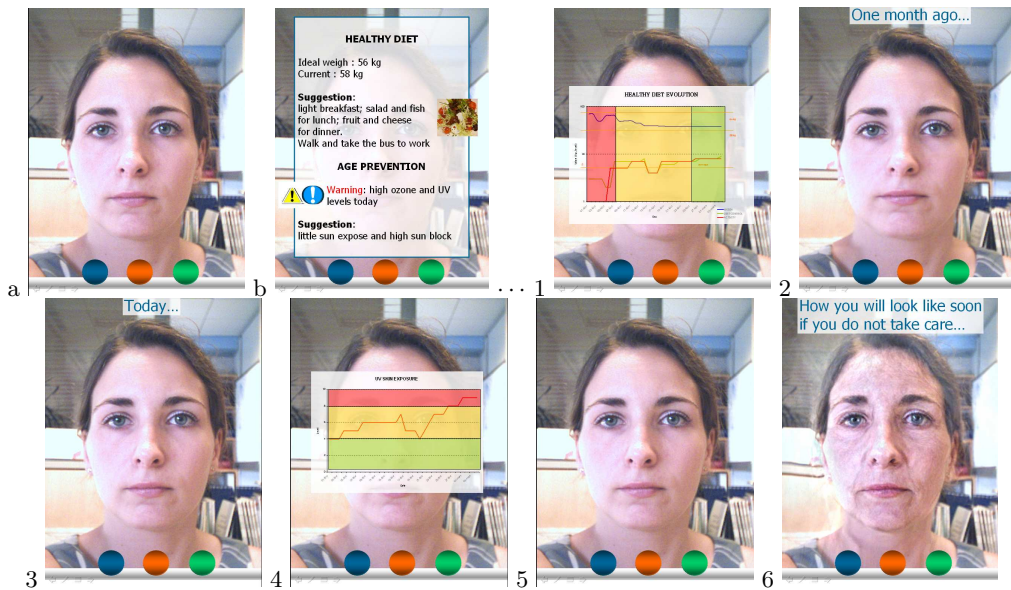 HEALTHY DIET
Ideal weigh : 56 kg
Current : 58 kg
Suggestion:
light breakfast; salad and fish
for lunch; fruit and cheese
for dinner.
Walk and take the bus to work
AGE PREVENTION
Warning: high ozone and UV
levels today
Suggestion:
little sun expose and high sun block
HEALTHY DIET EVOLUTION
One month ago...
a
b
... 1
2
Today...
UV SKIN EXPOSURE
How you will look like soon
if you do not take care...
3
4
5
6